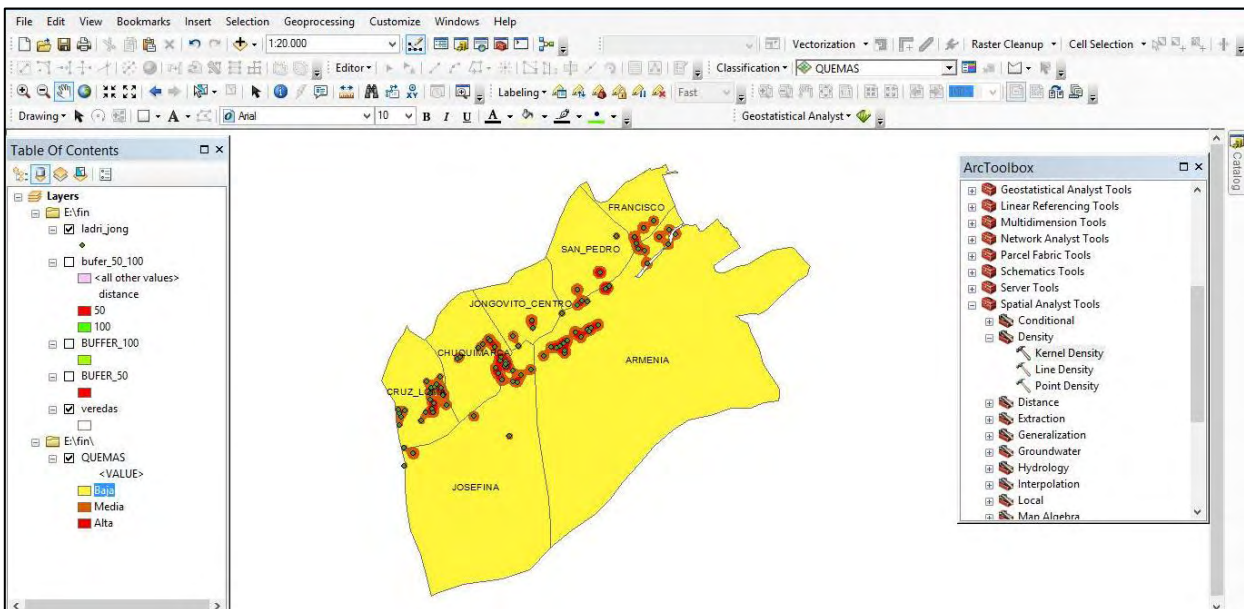 File Edit View Bookmarks Insert Selection Geoprocessing Customize Windows Help
1:20.000 Vectorization Raster Cleanup Cell Selection
Editor Classification QUEMAS
Labeling Fast
Drawing A Arial 10 B I U A Geostatistical Analyst
Table Of Contents
Layers
E:\fin
ladri_jong
bufer_50_100
<all other values>
distance
50
100
BUFFER_100
BUFER_50
veredas
E:\fin\
QUEMAS
<VALUE>
Baja
Media
Alta
FRANCISCO
SAN_PEDRO
JONGOVITO_CENTRO
ARMENIA
JOSEFINA
ArcToolbox
Geostatistical Analyst Tools
Linear Referencing Tools
Multidimension Tools
Network Analyst Tools
Parcel Fabric Tools
Schematics Tools
Server Tools
Spatial Analyst Tools
Conditional
Density
Kernel Density
Line Density
Point Density
Distance
Extraction
Generalization
Groundwater
Hydrology
Interpolation
Local
Map Algebra
Catalog